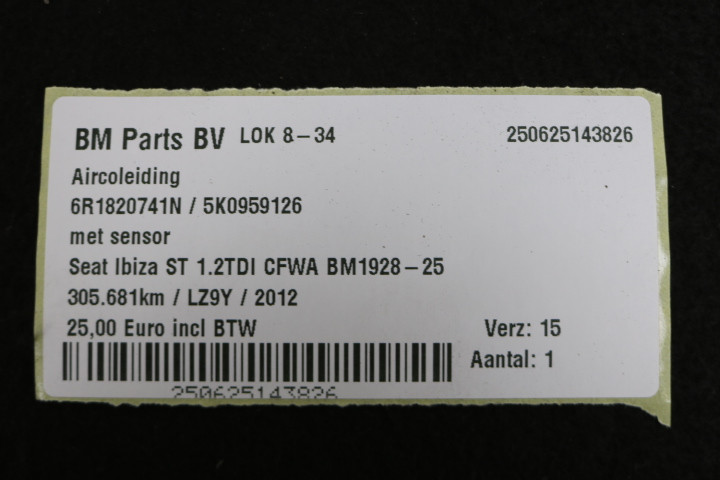 BM Parts BV LOK 8-34 250625143826
Aircoleiding
6R1820741N / 5K0959126
met sensor
Seat Ibiza ST 1.2TDI CFWA BM1928-25
305.681km / LZ9Y / 2012
25,00 Euro incl BTW Verz: 15
Aantal: 1
250625143826